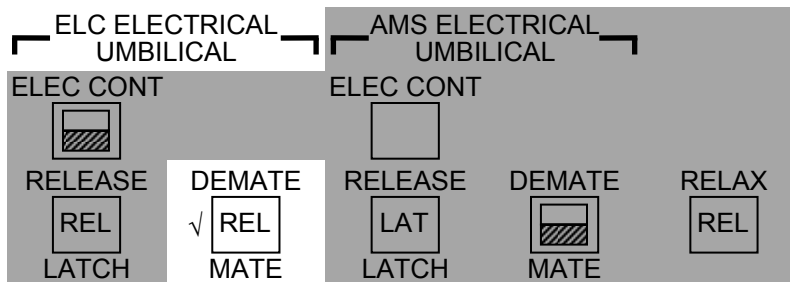 ELC ELECTRICAL UMBILICAL
AMS ELECTRICAL UMBILICAL
ELEC CONT
ELEC CONT
RELEASE DEMATE RELEASE DEMATE RELAX
REL √ REL LAT REL
LATCH MATE LATCH MATE